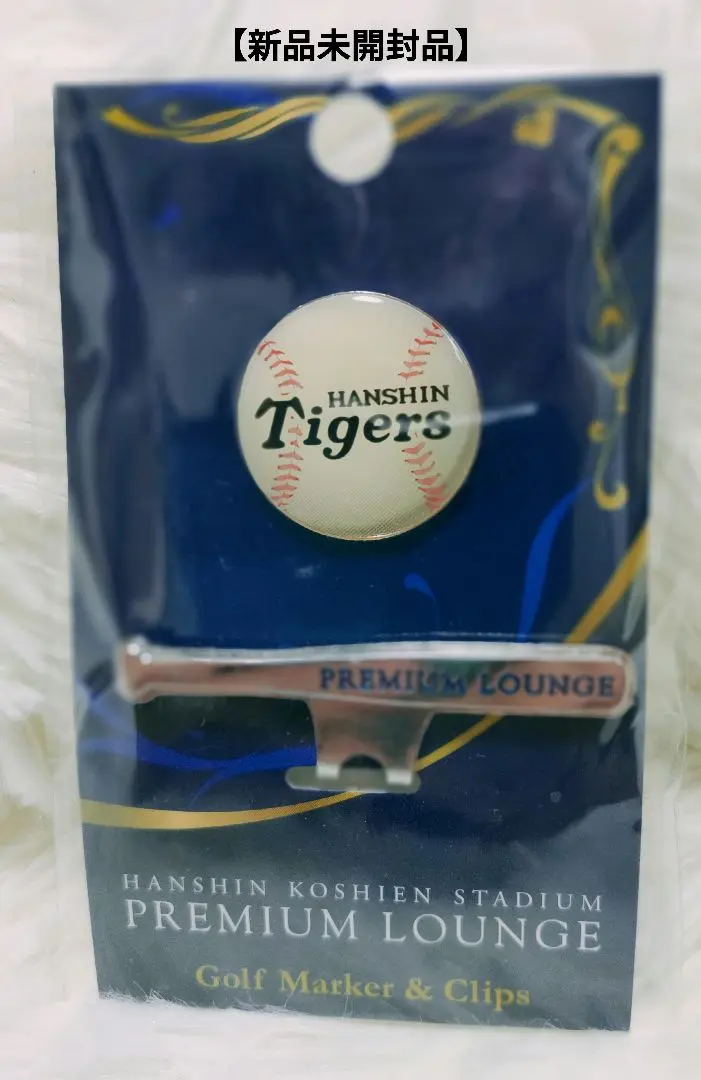 【新品未開封品】
HANSHIN
Tigers
PREMIUM LOUNGE
HANSHIN KOSHIEN STADIUM
PREMIUM LOUNGE
Golf Marker & Clips